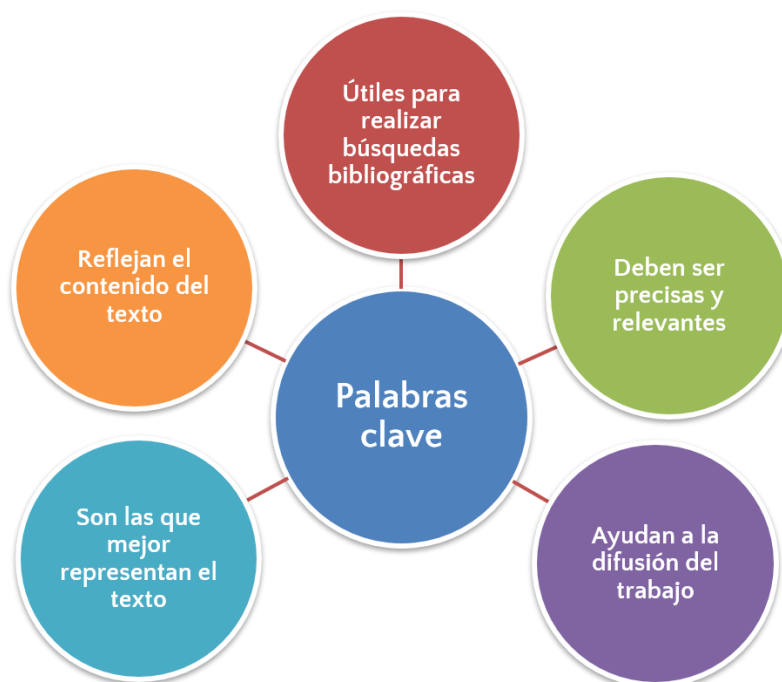 Útiles para
realizar
búsquedas
bibliográficas
Reflejan el
contenido del
texto
Deben ser
precisas y
relevantes
Palabras
clave
Son las que
mejor
representan el
texto
Ayudan a la
difusión del
trabajo